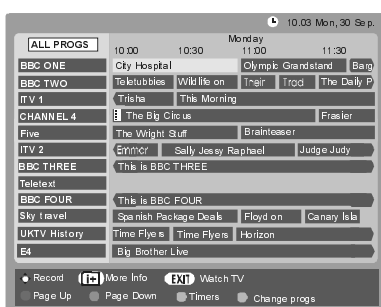 10.03 Mon, 30 Sep.
ALL PROGS
Monday
10:00 10:30 11:00 11:30
BBC ONE City Hospital Olympic Grandstand Barg
BBC TWO Teletubbies Wildlife on Trod The Daily P
ITV 1 Trisha This Morning
CHANNEL 4 The Big Circus Frasier
Five The Wright Stuff Brainteaser
ITV 2 Sally Jessy Raphael Judge Judy
BBC THREE This is BBC THREE
Teletext
BBC FOUR This is BBC FOUR
Sky travel Spanish Package Deals Floyd on Canary Isla
UKTV History Time Flyers Time Flyers Horizon
E4 Big Brother Live
Record i+ More Info EXIT Watch TV
Page Up Page Down Timers Change progs